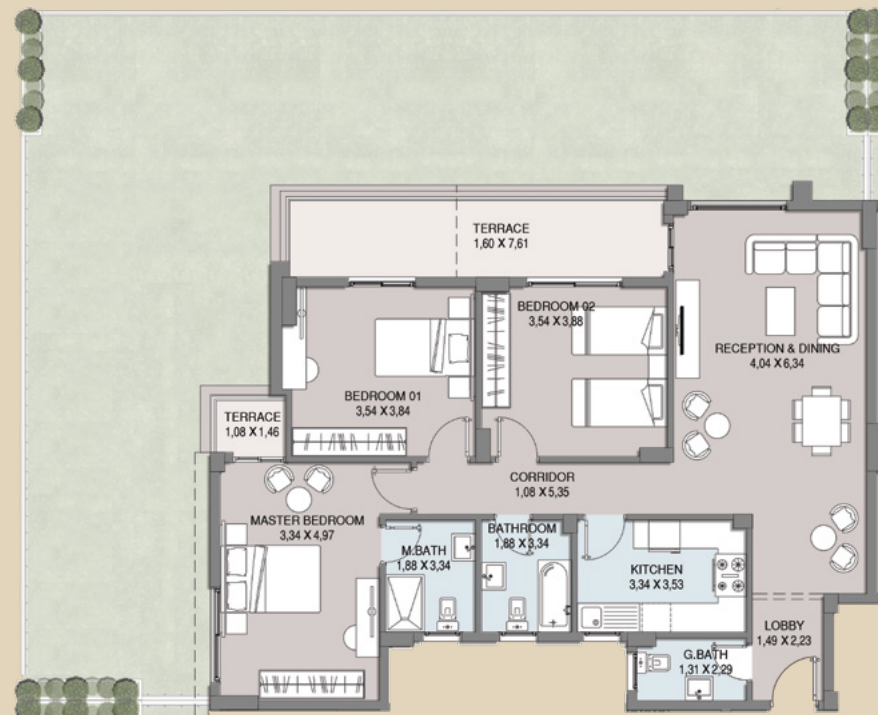 TERRACE
1,60 X 7,61
BEDROOM 02
3,54 X 3,88
RECEPTION & DINING
4,04 X 6,34
BEDROOM 01
3,54 X 3,84
TERRACE
1,08 X 1,46
CORRIDOR
1,08 X 5,35
MASTER BEDROOM
3,34 X 4,97
M.BATH
1,88 X 3,34
BATHROOM
1,88 X 3,34
KITCHEN
3,34 X 3,53
LOBBY
1,49 X 2,23
G.BATH
1,31 X 2,29